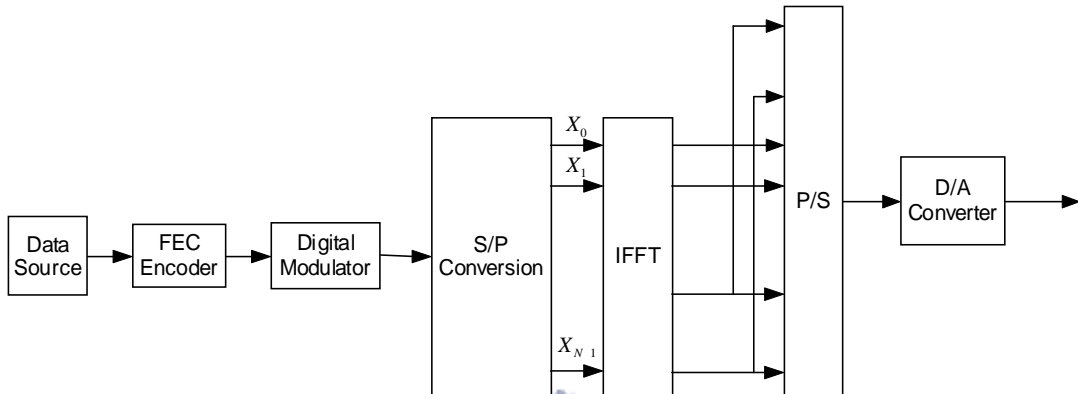 Data
Source
FEC
Encoder
Digital
Modulator
S/P
Conversion
X0
X1
XN 1
IFFT
P/S
D/A
Converter